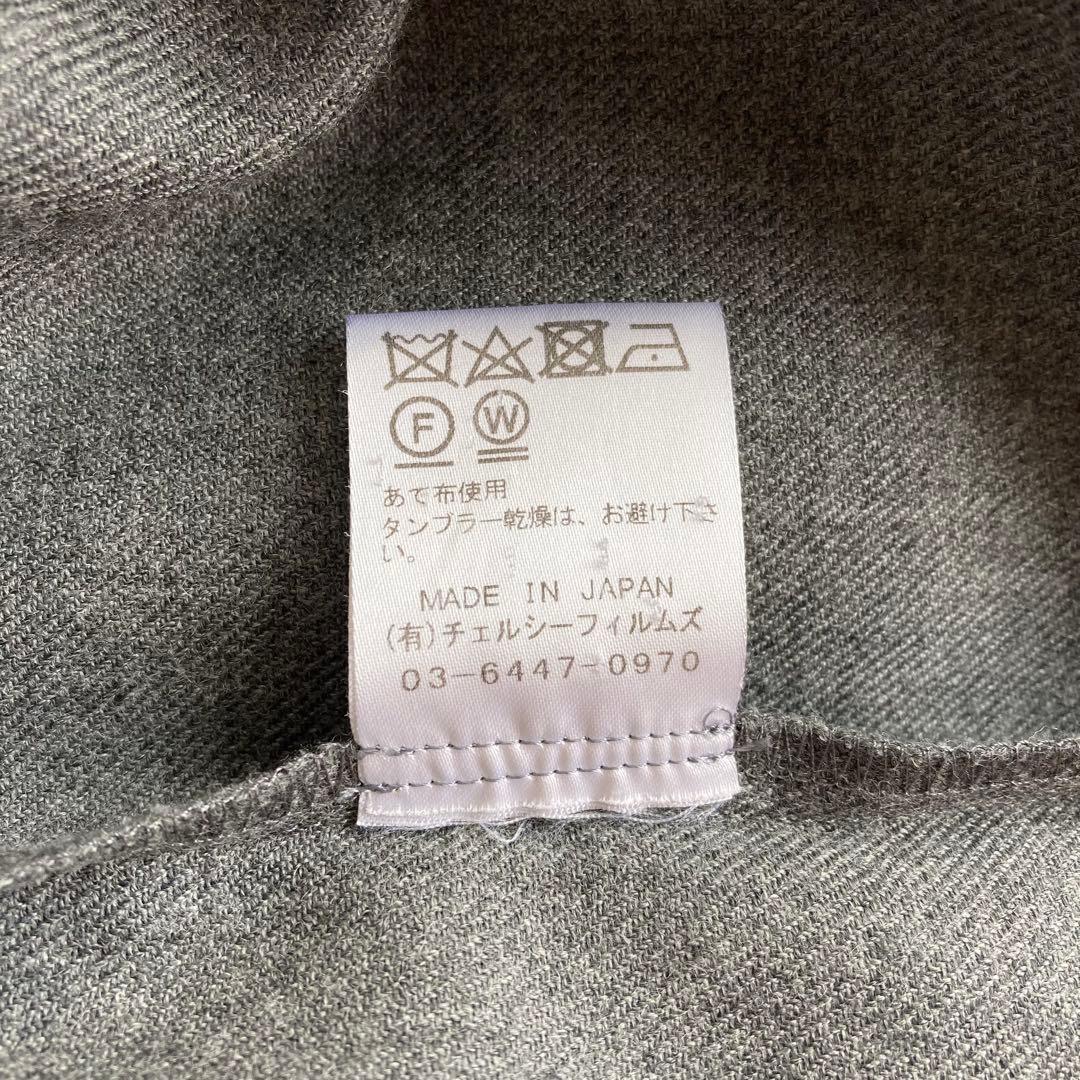 F W
あて布使用
タンブラー乾燥は、お避け下さ
い。
MADE IN JAPAN
(有)チェルシーフィルムズ
03-6447-0970